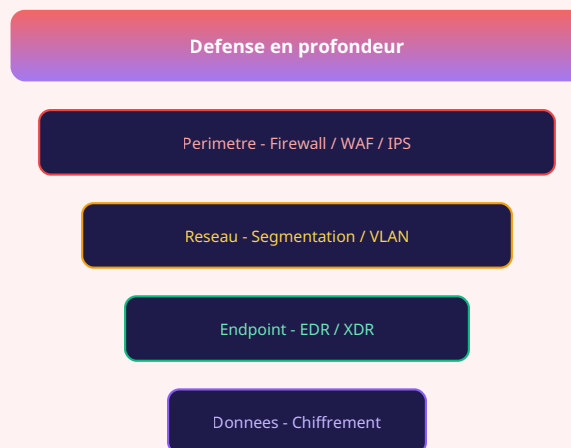 Defense en profondeur
Perimetre - Firewall / WAF / IPS
Reseau - Segmentation / VLAN
Endpoint - EDR / XDR
Donnees - Chiffrement